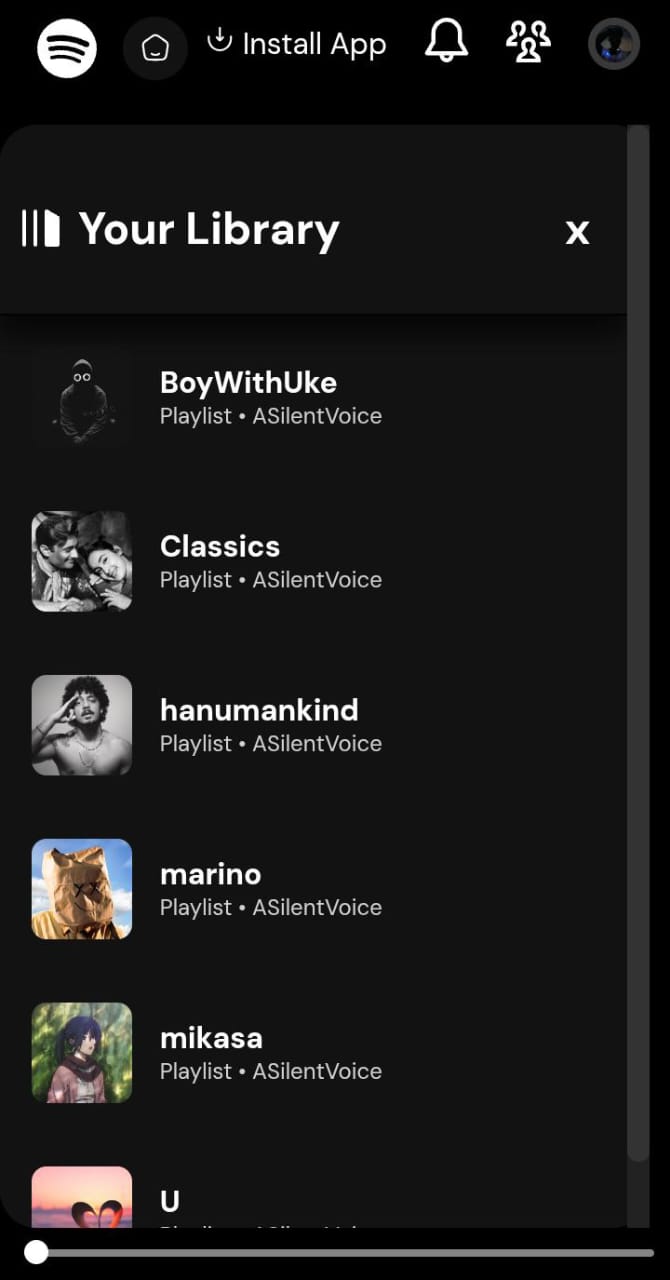 Install App
Your Library
x
BoyWithUke
Playlist • ASilentVoice
Classics
Playlist • ASilentVoice
hanumankind
Playlist • ASilentVoice
marino
Playlist • ASilentVoice
mikasa
Playlist • ASilentVoice
U